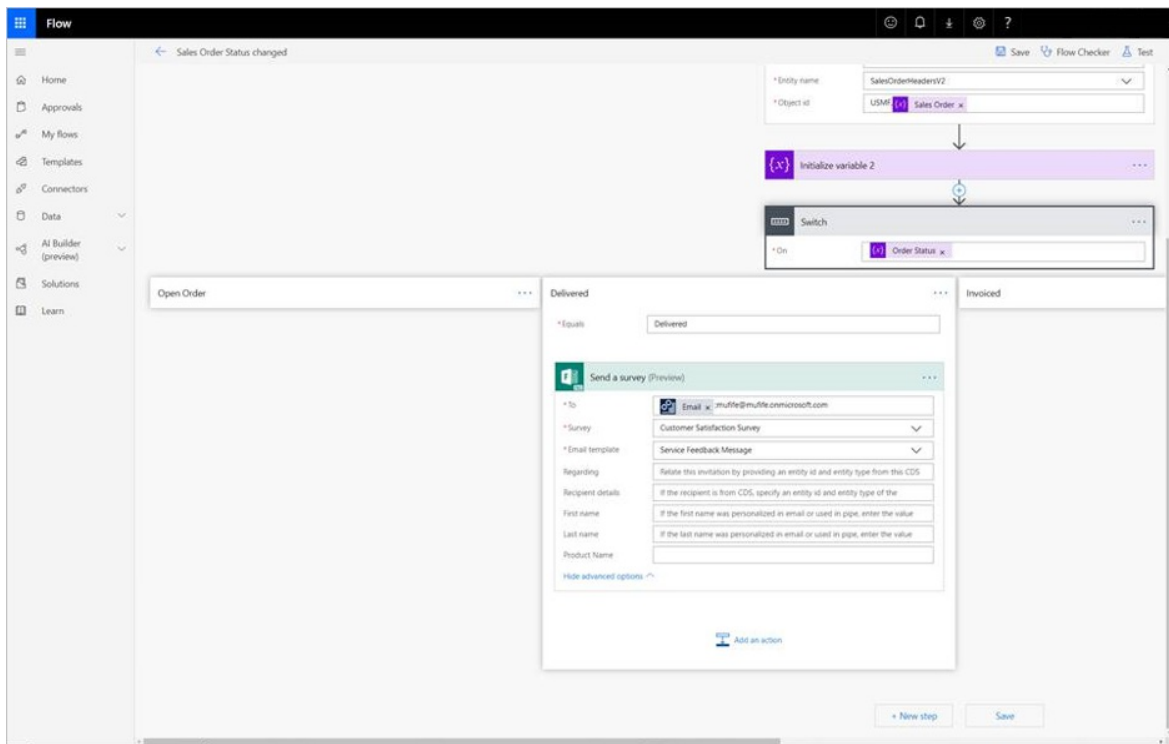 Flow
?
Sales Order Status changed
Save
Flow Checker
Test
Home
Approvals
My flows
Templates
Connectors
Data
AI Builder
(preview)
Solutions
Learn
* Entity name
SalesOrderHeadersV2
* Object id
USMF,
{x} Sales Order ×
{x} Initialize variable 2
...
Switch
...
* On
{x} Order Status ×
Open Order
...
Delivered
...
Invoiced
* Equals
Delivered
Send a survey (Preview)
...
* To
Email × ;mufife@mufife.onmicrosoft.com
* Survey
Customer Satisfaction Survey
* Email template
Service Feedback Message
Regarding
Relate this invitation by providing an entity id and entity type from this CDS
Recipient details
If the recipient is from CDS, specify an entity id and entity type of the
First name
If the first name was personalized in email or used in pipe, enter the value
Last name
If the last name was personalized in email or used in pipe, enter the value
Product Name
Hide advanced options
Add an action
+ New step
Save